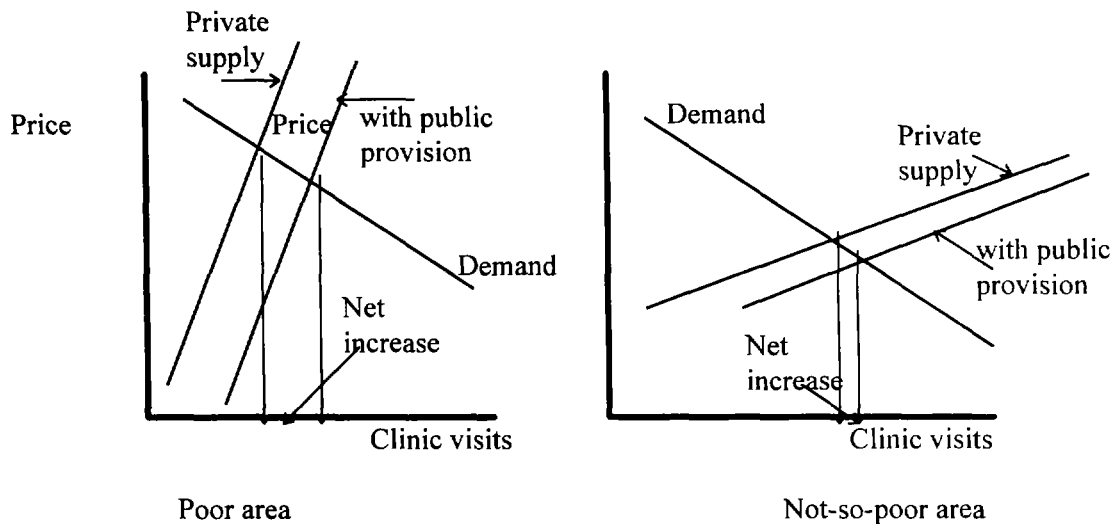 Private
supply
Price
Price
with public
provision
Demand
Net
increase
Clinic visits
Poor area
Demand
Private
supply
with public
provision
Net
increase
Clinic visits
Not-so-poor area